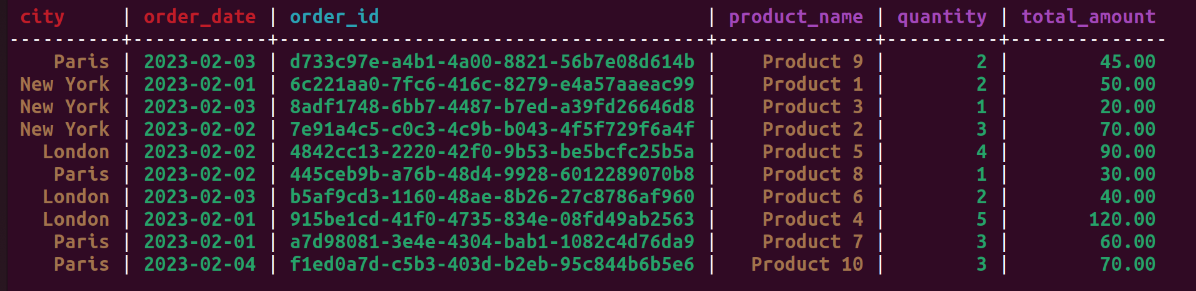 city | order_date | order_id | product_name | quantity | total_amount
----------+------------+--------------------------------------+--------------+----------+--------------
Paris | 2023-02-03 | d733c97e-a4b1-4a00-8821-56b7e08d614b | Product 9 | 2 | 45.00
New York | 2023-02-01 | 6c221aa0-7fc6-416c-8279-e4a57aaeac99 | Product 1 | 2 | 50.00
New York | 2023-02-03 | 8adf1748-6bb7-4487-b7ed-a39fd26646d8 | Product 3 | 1 | 20.00
New York | 2023-02-02 | 7e91a4c5-c0c3-4c9b-b043-4f5f729f6a4f | Product 2 | 3 | 70.00
London | 2023-02-02 | 4842cc13-2220-42f0-9b53-be5bcfc25b5a | Product 5 | 4 | 90.00
Paris | 2023-02-02 | 445ceb9b-a76b-48d4-9928-6012289070b8 | Product 8 | 1 | 30.00
London | 2023-02-03 | b5af9cd3-1160-48ae-8b26-27c8786af960 | Product 6 | 2 | 40.00
London | 2023-02-01 | 915be1cd-41f0-4735-834e-08fd49ab2563 | Product 4 | 5 | 120.00
Paris | 2023-02-01 | a7d98081-3e4e-4304-bab1-1082c4d76da9 | Product 7 | 3 | 60.00
Paris | 2023-02-04 | f1ed0a7d-c5b3-403d-b2eb-95c844b6b5e6 | Product 10 | 3 | 70.00